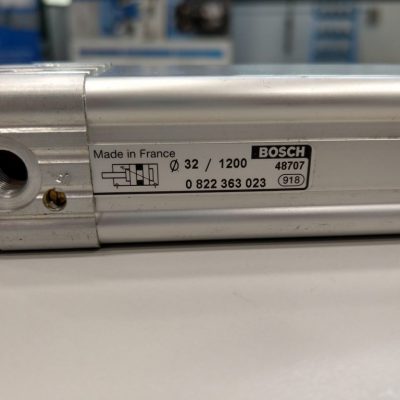 Made in France
Ø 32 / 1200
BOSCH
48707
0 822 363 023
918